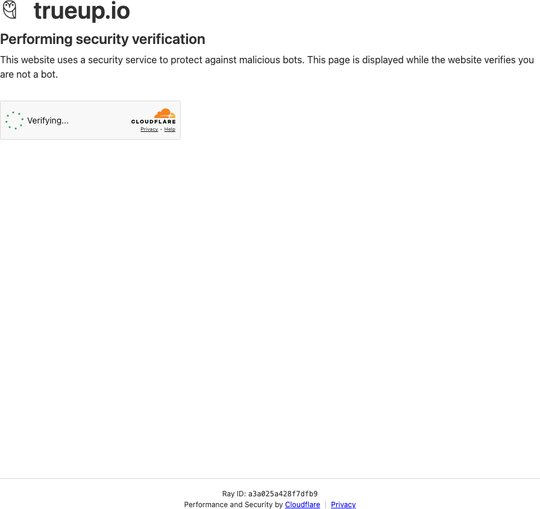 trueup.io
Performing security verification
This website uses a security service to protect against malicious bots. This page is displayed while the website verifies you
are not a bot.
Verifying...
CLOUDFLARE
Privacy • Help
Ray ID: a3a025a428f7dfb9
Performance and Security by Cloudflare | Privacy